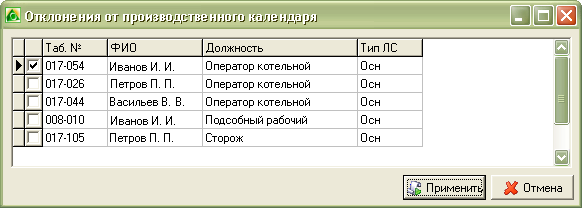 Отклонения от производственного календаря
Таб. № ФИО Должность Тип ЛС
017-054 Иванов И. И. Оператор котельной Осн
017-026 Петров П. П. Оператор котельной Осн
017-044 Васильев В. В. Оператор котельной Осн
008-010 Иванов И. И. Подсобный рабочий Осн
017-105 Петров П. П. Сторож Осн
Применить Отмена